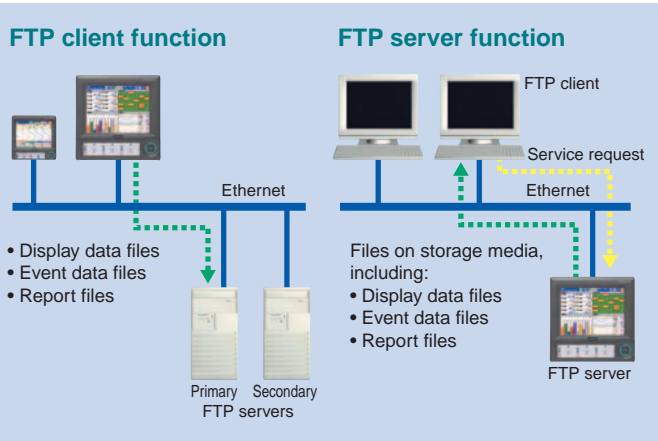 FTP client function
Ethernet
• Display data files
• Event data files
• Report files
Primary Secondary
FTP servers
FTP server function
FTP client
Service request
Ethernet
Files on storage media,
including:
• Display data files
• Event data files
• Report files
FTP server